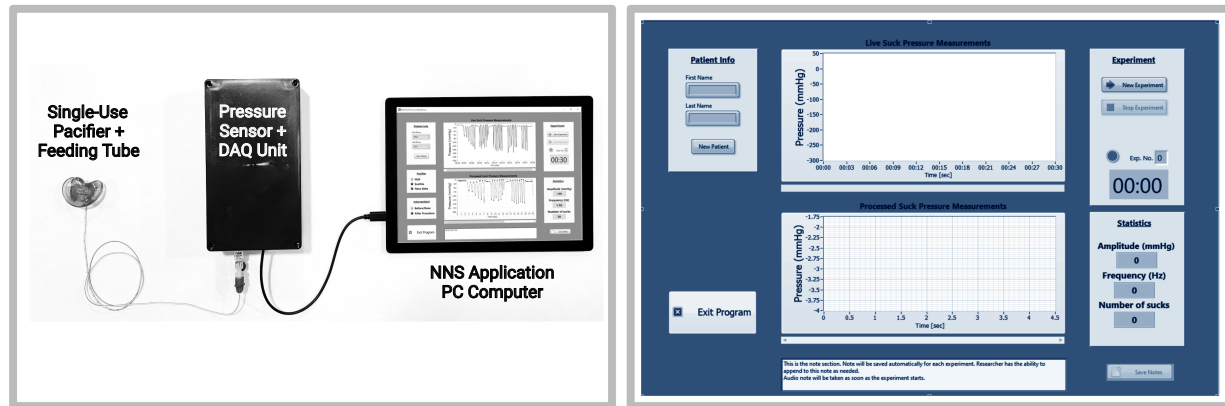 Single-Use
Pacifier +
Feeding Tube
Pressure
Sensor +
DAQ Unit
NNS Application
PC Computer
00:30
Exit Program
Live Suck Pressure Measurements
Patient Info
First Name
Last Name
New Patient
Pressure (mmHg)
50
0
-50
-100
-150
-200
-250
-300
00:00 00:03 00:06 00:09 00:12 00:15 00:18 00:21 00:24 00:27 00:30
Time [sec]
Experiment
New Experiment
Stop Experiment
Exp. No. 0
00:00
Processed Suck Pressure Measurements
Pressure (mmHg)
-1.75
-2
-2.25
-2.5
-2.75
-3
-3.25
-3.5
-3.75
-4
0 0.5 1 1.5 2 2.5 3 3.5 4 4.5
Time [sec]
Statistics
Amplitude (mmHg)
0
Frequency (Hz)
0
Number of sucks
0
Exit Program
This is the note section. Note will be saved automatically for each experiment. Researcher has the ability to
append to this note as needed.
Audio note will be taken as soon as the experiment starts.
Save Notes